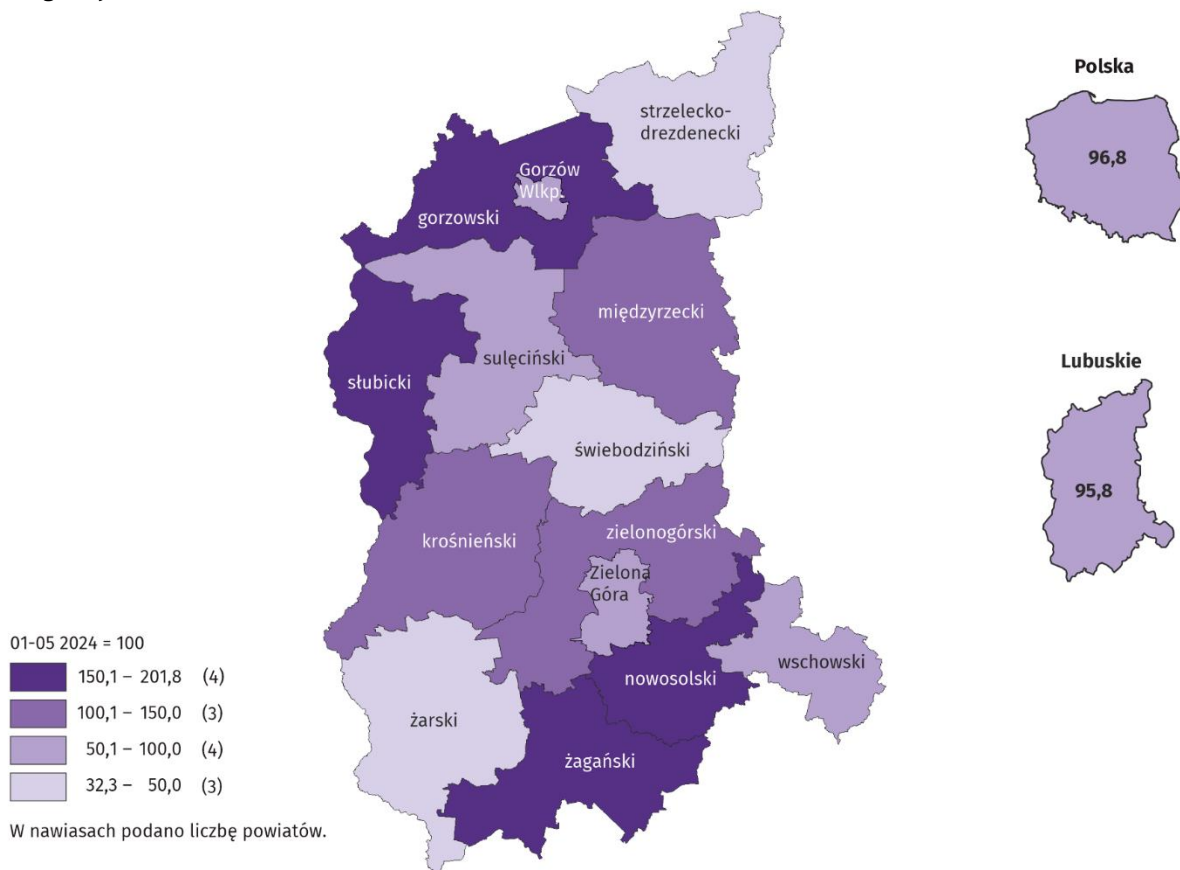 strzelecko-
drezdenecki
Gorzów
Wlkp.
gorzowski
międzyrzecki
sulęciński
słubicki
świebodziński
zielonogórski
krośnieński
Zielona
Góra
wschowski
nowosolski
żarski
żagański
Polska
96,8
Lubuskie
95,8
01-05 2024 = 100
150,1 – 201,8 (4)
100,1 – 150,0 (3)
50,1 – 100,0 (4)
32,3 – 50,0 (3)
W nawiasach podano liczbę powiatów.